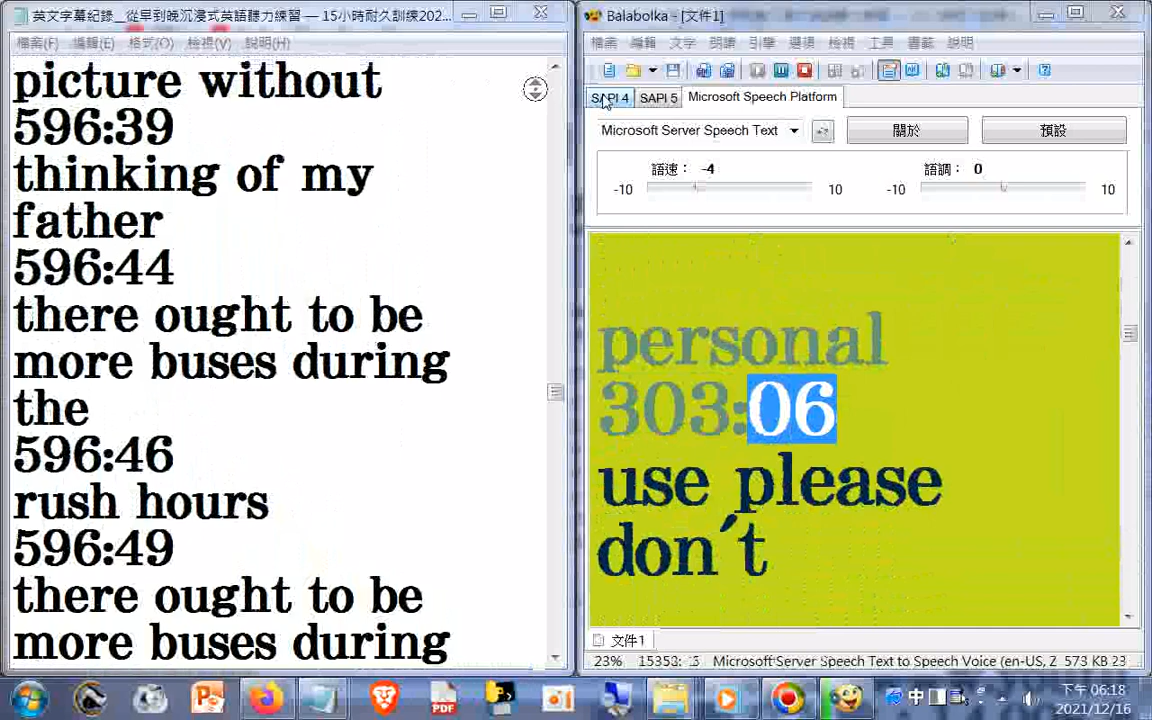 英文字幕紀錄__從早到晚沉浸式英語聽力練習 — 15小時耐久訓練202...
檔案(F) 編輯(E) 格式(O) 檢視(V) 說明(H)
picture without
596:39
thinking of my
father
596:44
there ought to be
more buses during
the
596:46
rush hours
596:49
there ought to be
more buses during
Balabolka - [文件1]
檔案 編輯 文字 朗讀 引擎 選項 檢視 工具 書籤 說明
SAPI 4 SAPI 5 Microsoft Speech Platform
Microsoft Server Speech Text 關於 預設
語速： -4 語調： 0
-10 10 -10 10
personal
303:06
use please
don´t
文件1
23% Microsoft Server Speech Text to Speech Voice (en-US, Z 573 KB 23
PDF 中 下午 06:18
2021/12/16